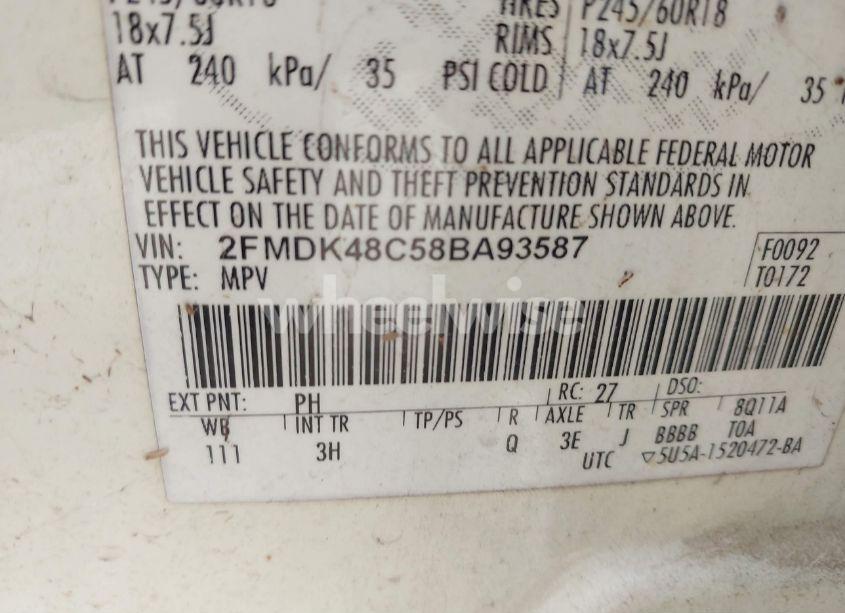 P245/60R18 TIRES P245/60R18
18x7.5J RIMS 18x7.5J
AT 240 kPa/ 35 PSI COLD AT 240 kPa/ 35
THIS VEHICLE CONFORMS TO ALL APPLICABLE FEDERAL MOTOR
VEHICLE SAFETY AND THEFT PREVENTION STANDARDS IN
EFFECT ON THE DATE OF MANUFACTURE SHOWN ABOVE.
VIN: 2FMDK48C58BA93587 F0092
TYPE: MPV T0172
wheelwise
EXT PNT: PH RC: 27 DSO:
WB INT TR TP/PS R AXLE TR SPR 8Q11A
111 3H Q 3E J BBBB T0A
UTC ▽5U5A-1520472-BA